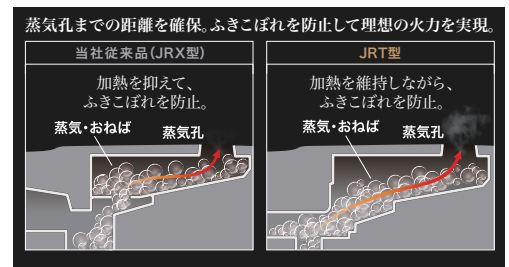 蒸気孔までの距離を確保。ふきこぼれを防止して理想の火力を実現。
当社従来品（JRX型）
加熱を抑えて、
ふきこぼれを防止。
蒸気・おねば
蒸気孔
JRT型
加熱を維持しながら、
ふきこぼれを防止。
蒸気・おねば
蒸気孔